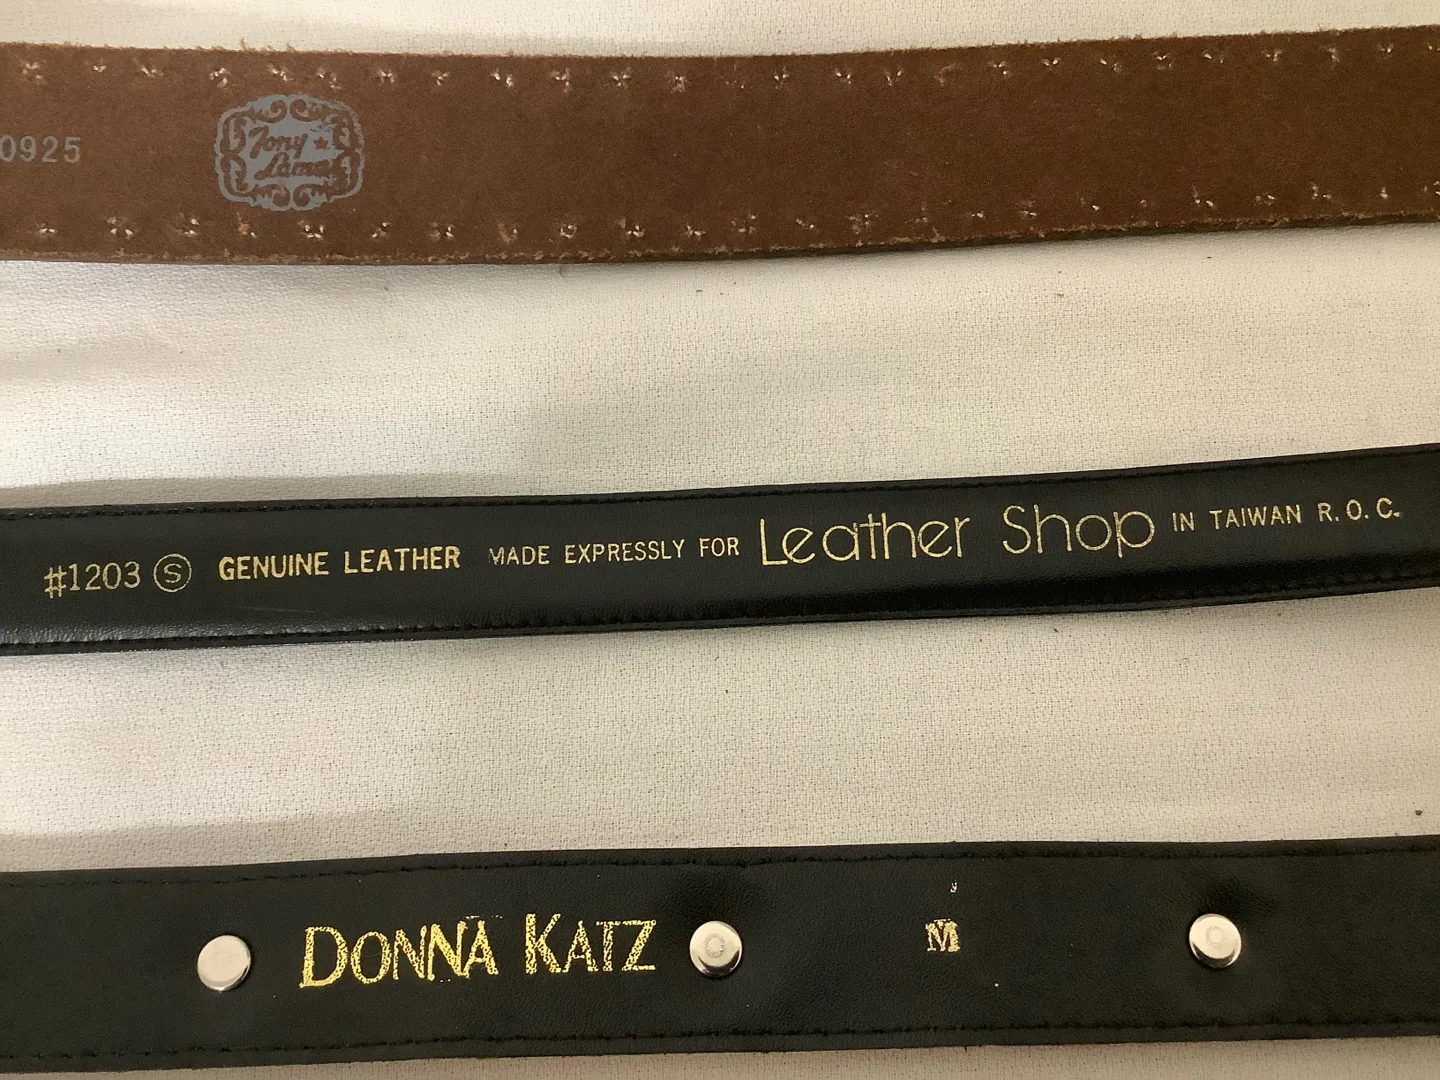 0925
Tony Lama
#1203 S GENUINE LEATHER MADE EXPRESSLY FOR Leather Shop IN TAIWAN R.O.C.
DONNA KATZ M